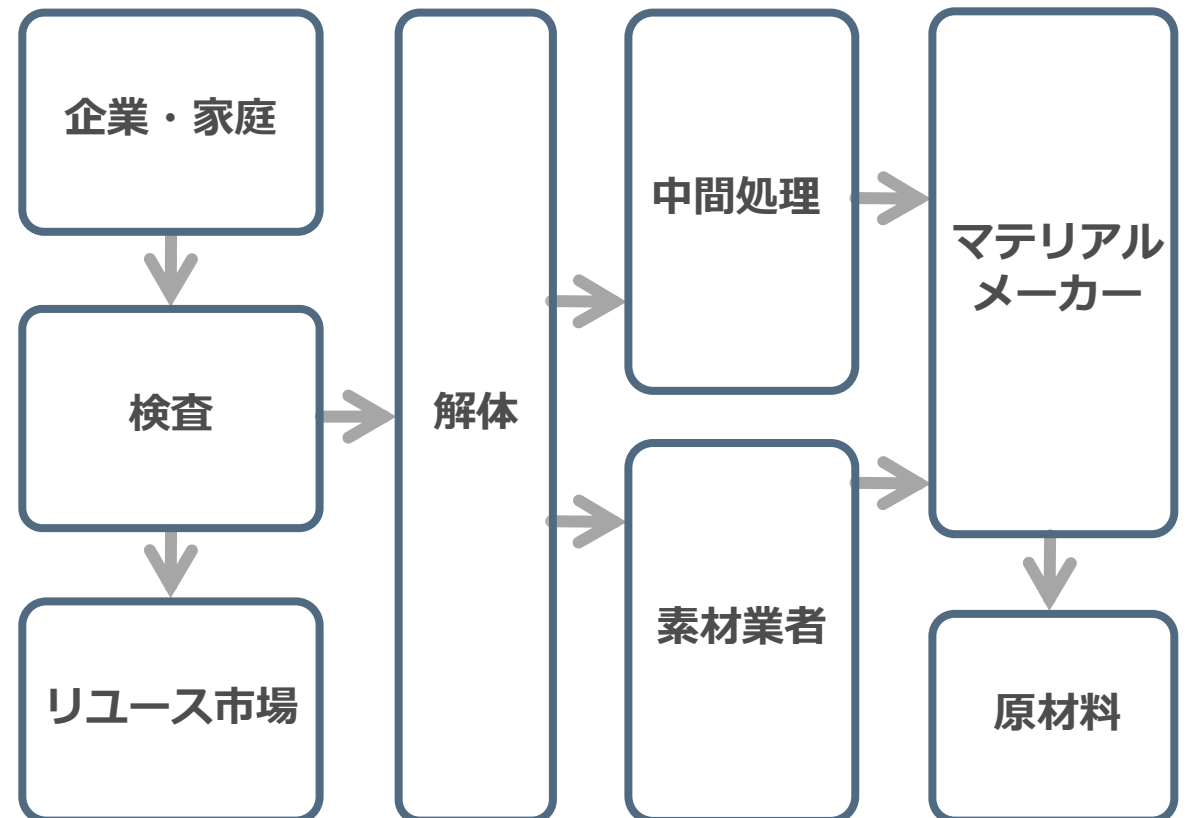 企業・家庭
検査
リユース市場
解体
中間処理
素材業者
マテリアル
メーカー
原材料